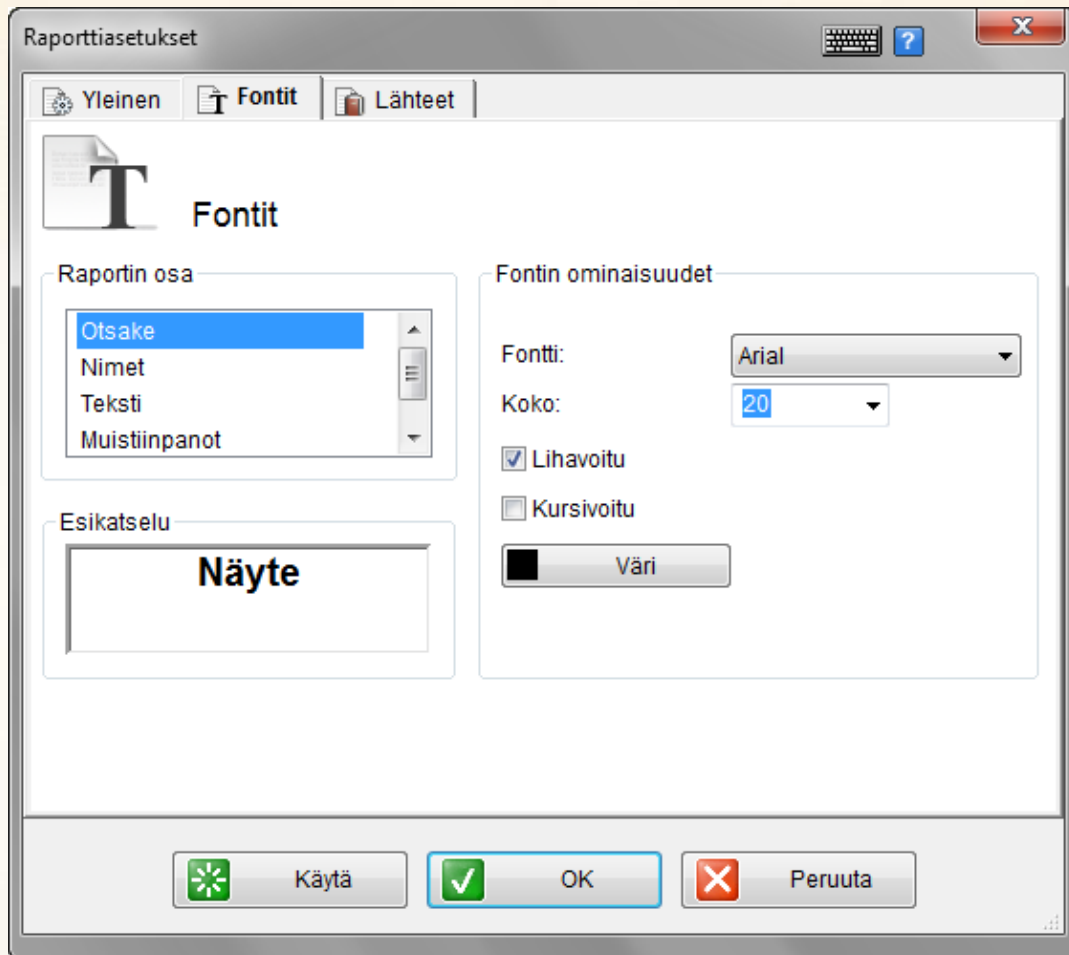 Raporttiasetukset
?
x
Yleinen
Fontit
Lähteet
T
Fontit
Raportin osa
Otsake
Nimet
Teksti
Muistiinpanot
Esikatselu
Näyte
Fontin ominaisuudet
Fontti: Arial
Koko: 20
Lihavoitu
Kursivoitu
Väri
Käytä
OK
Peruuta